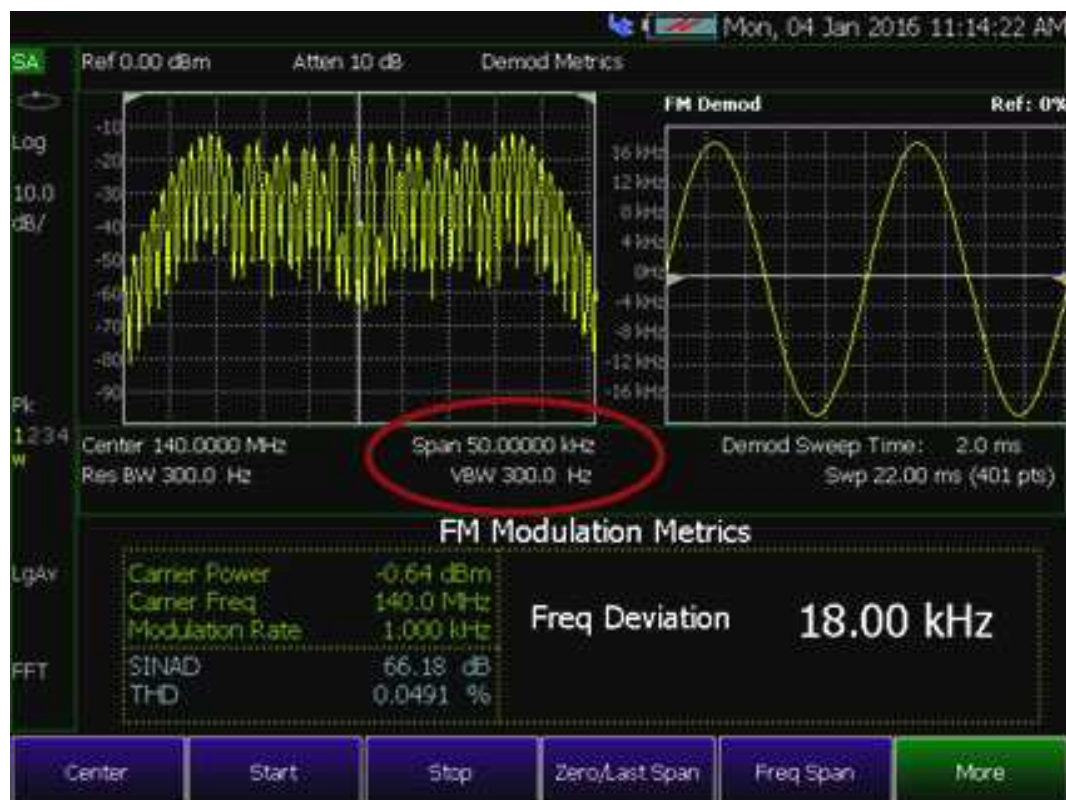 Mon, 04 Jan 2016 11:14:22 AM
SA
Ref 0.00 dBm Atten 10 dB Demod Metrics
FM Demod Ref: 0%
Log
10.0
dB/
-10
-20
-30
-40
-50
-60
-70
-80
-90
16 kHz
12 kHz
8 kHz
4 kHz
0Hz
-4 kHz
-8 kHz
-12 kHz
-16 kHz
Pk
1234
W
Center 140.0000 MHz Span 50.00000 kHz Demod Sweep Time: 2.0 ms
Res BW 300.0 Hz VBW 300.0 Hz Swp 22.00 ms (401 pts)
FM Modulation Metrics
LgAv
Carrier Power -0.64 dBm
Carrier Freq 140.0 MHz
Modulation Rate 1.000 kHz
Freq Deviation 18.00 kHz
FFT
SINAD 66.18 dB
THD 0.0491 %
Center Start Stop Zero/Last Span Freq Span More